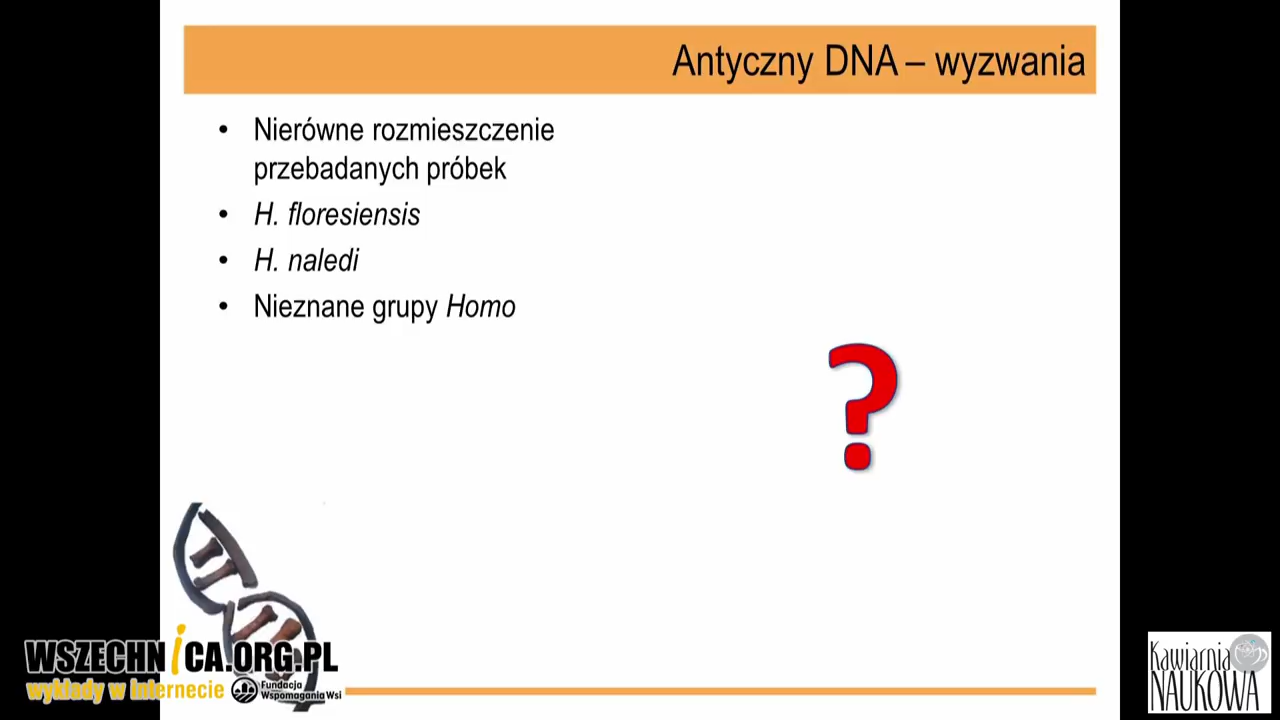 Antyczny DNA – wyzwania
• Nierówne rozmieszczenie
przebadanych próbek
• H. floresiensis
• H. naledi
• Nieznane grupy Homo
?
WSZECHNiCA.ORG.PL
wykłady w internecie
Fundacja
Wspomagania Wsi
Kawiarnia
NAUKOWA